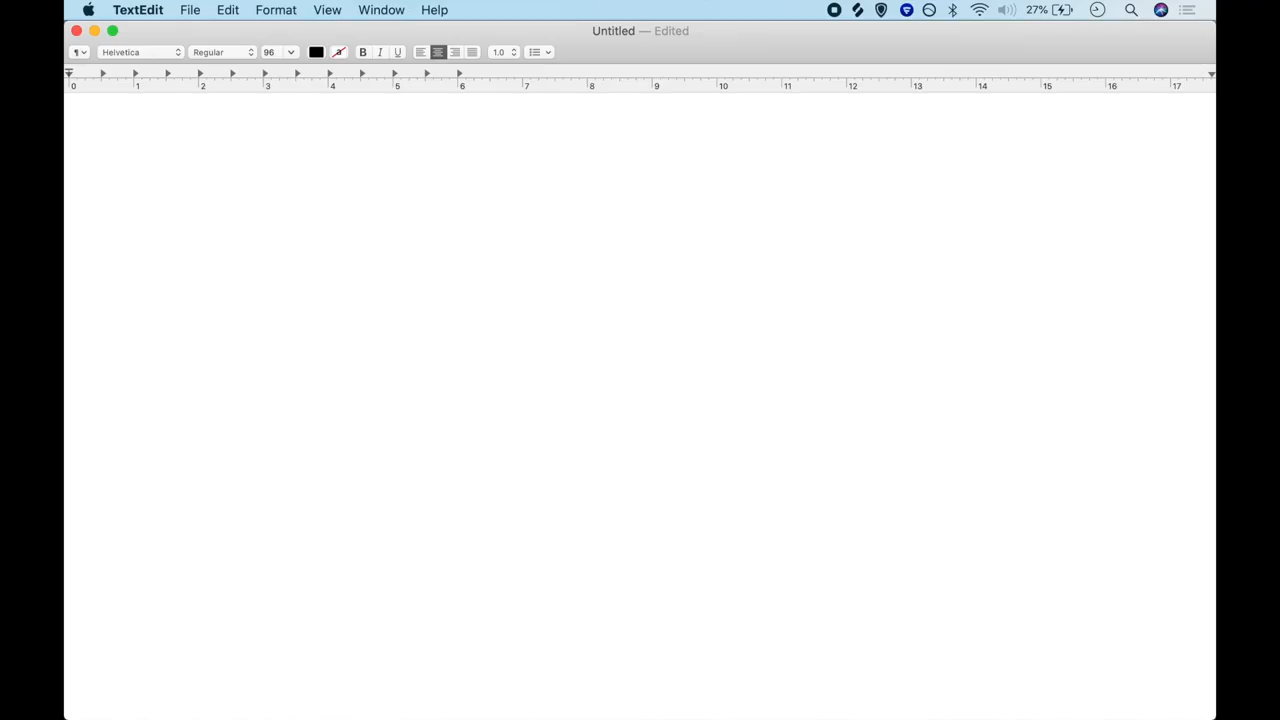 TextEdit File Edit Format View Window Help 27%
Untitled — Edited
¶ Helvetica Regular 96 a B I U 1.0
0 1 2 3 4 5 6 7 8 9 10 11 12 13 14 15 16 17